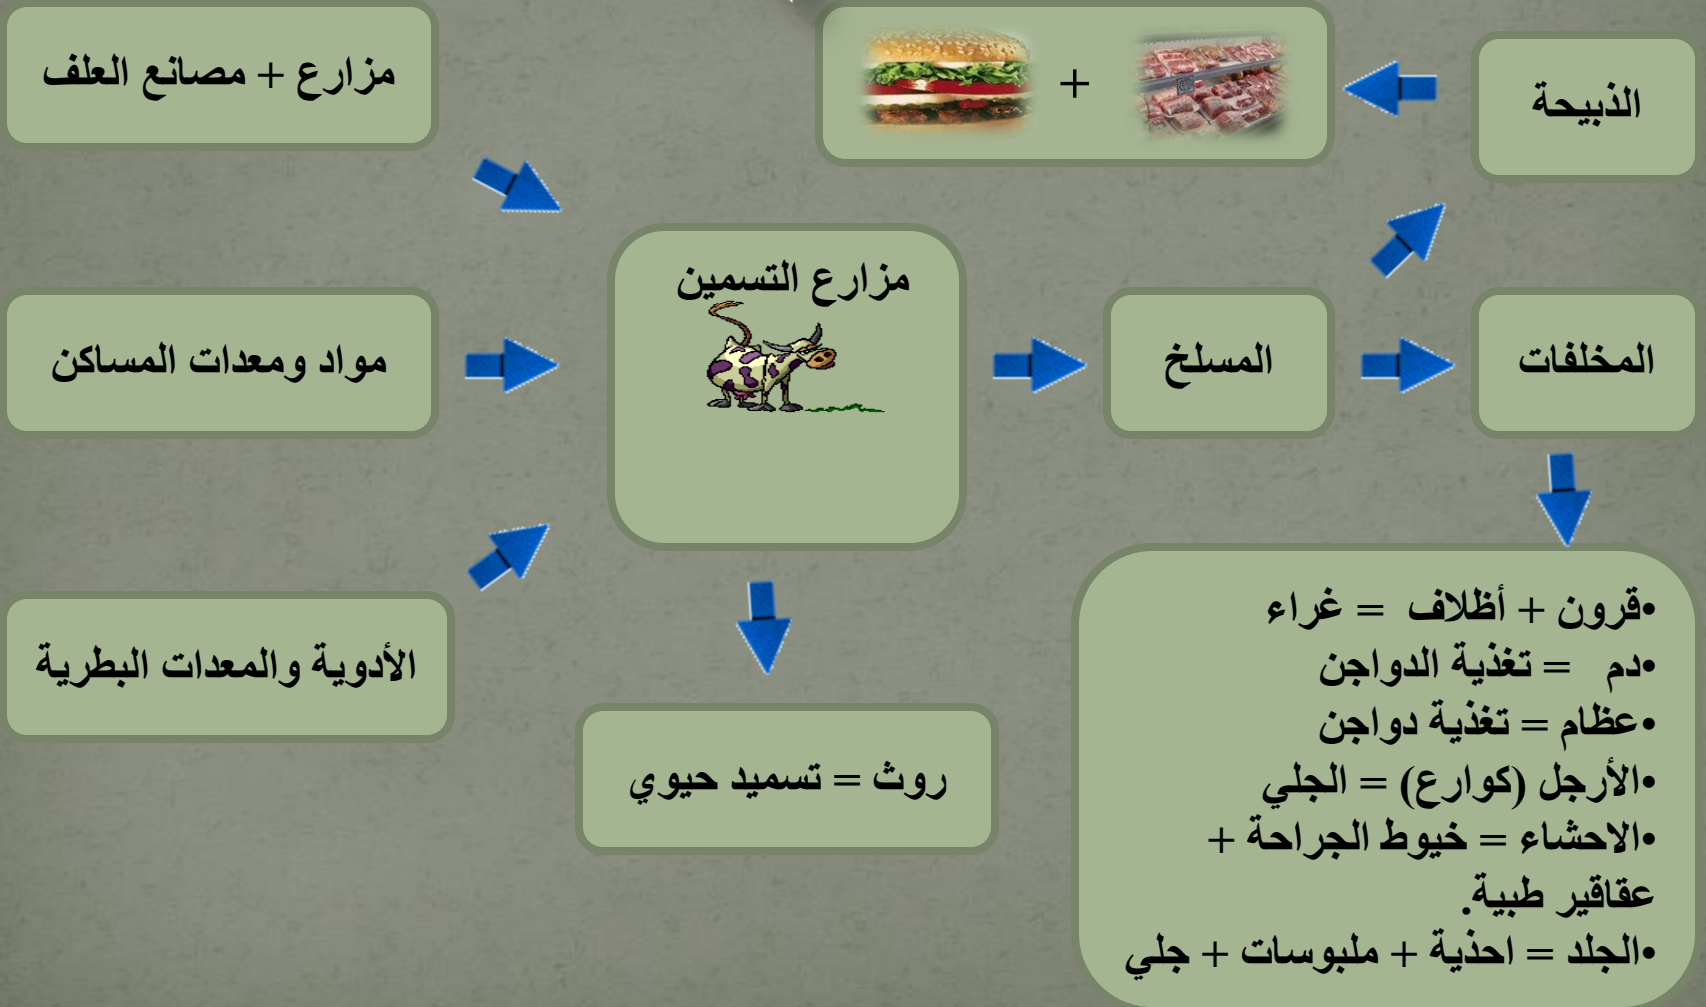 مزارع + مصانع العلف
+
الذبيحة
مزارع التسمين
مواد ومعدات المساكن
المسلخ
المخلفات
الأدوية والمعدات البطرية
روث = تسميد حيوي
•قرون + أظلاف = غراء
•دم = تغذية الدواجن
•عظام = تغذية دواجن
•الأرجل (كوارع) = الجلي
•الاحشاء = خيوط الجراحة +
عقاقير طبية.
•الجلد = احذية + ملبوسات + جلي